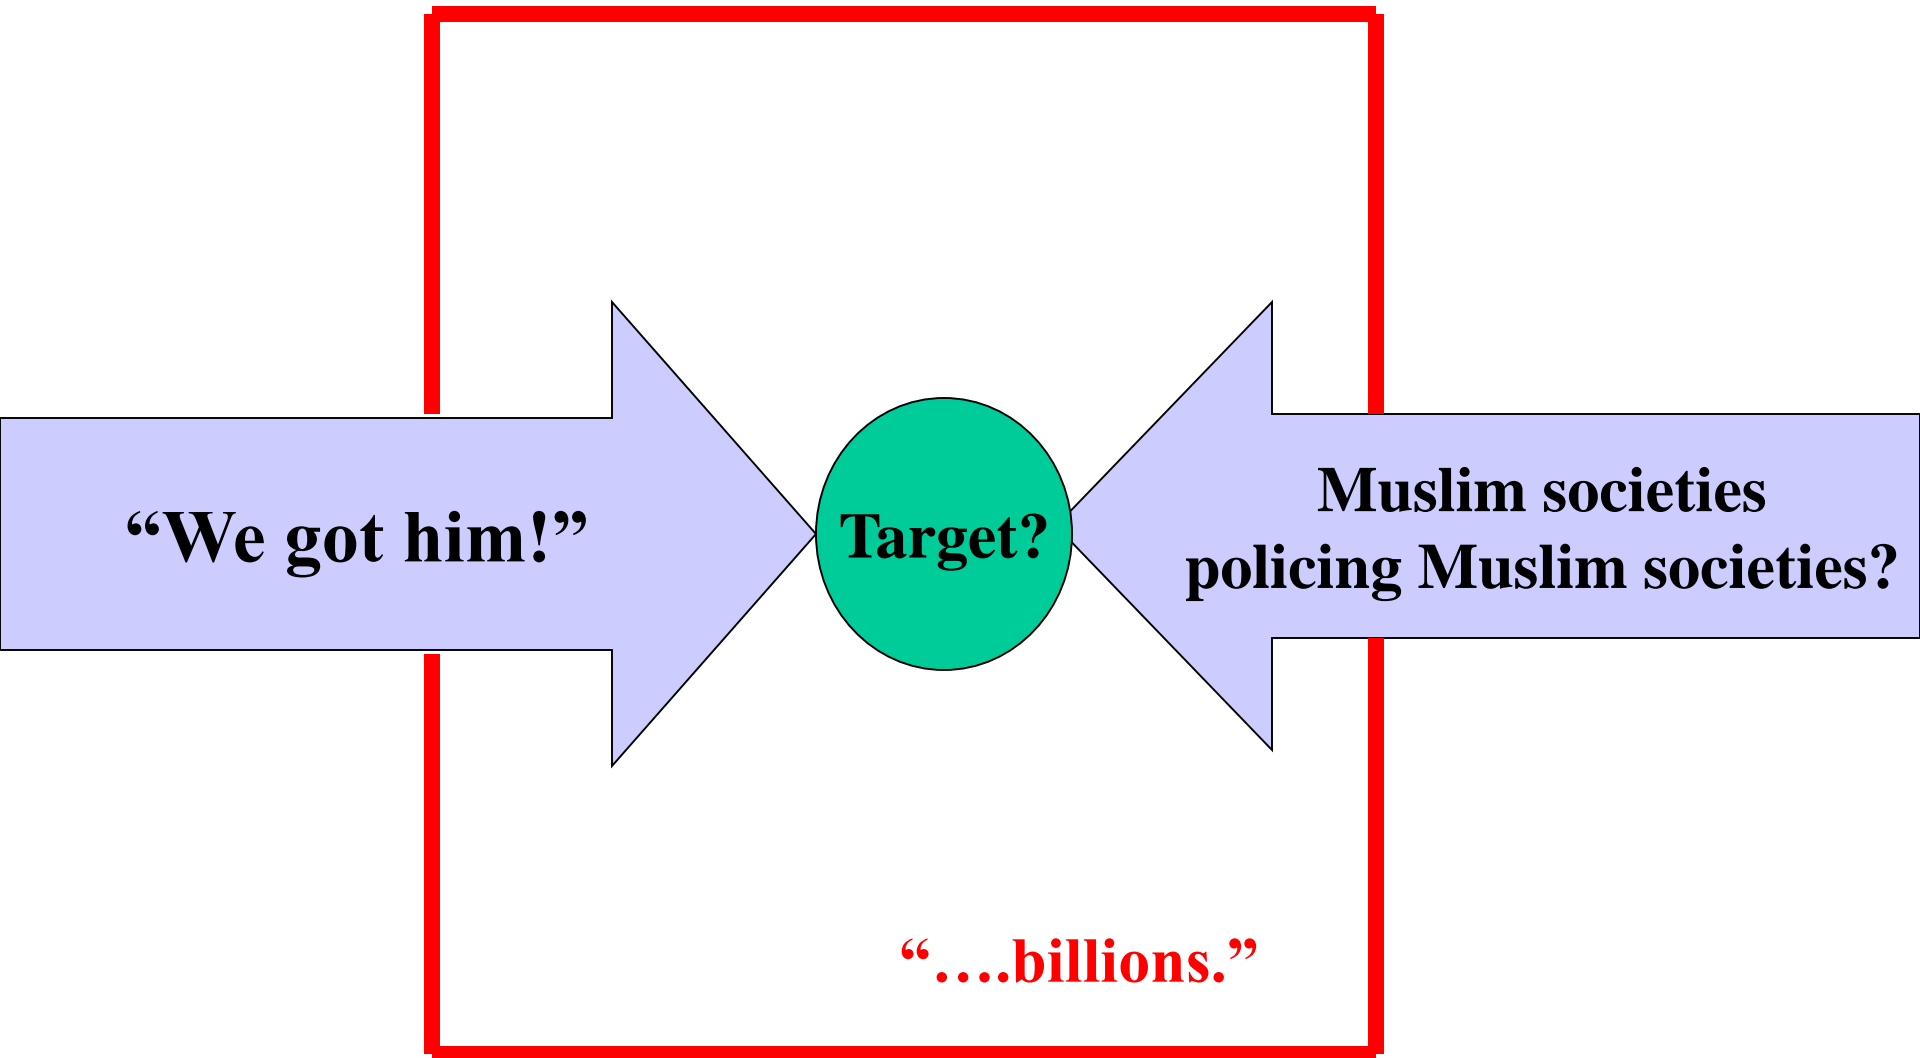 “We got him!”
Target?
Muslim societies
policing Muslim societies?
“….billions.”